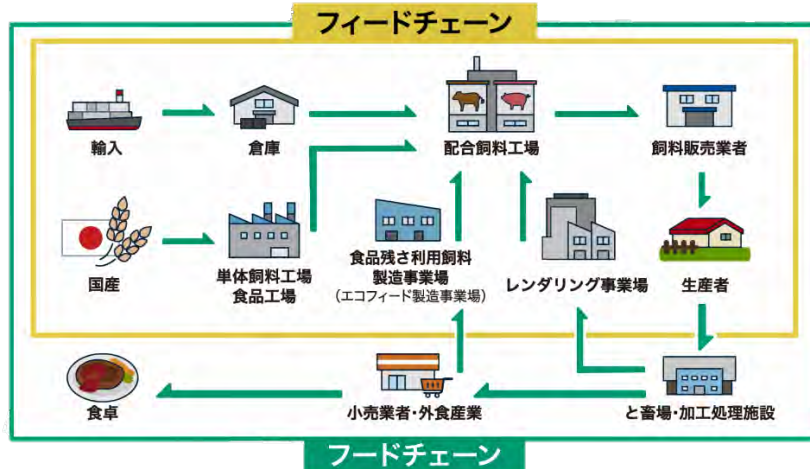 フィードチェーン
輸入
倉庫
配合飼料工場
飼料販売業者
国産
単体飼料工場
食品工場
食品残さ利用飼料
製造事業場
(エコフィード製造事業場)
レンダリング事業場
生産者
食卓
小売業者・外食産業
と畜場・加工処理施設
フードチェーン